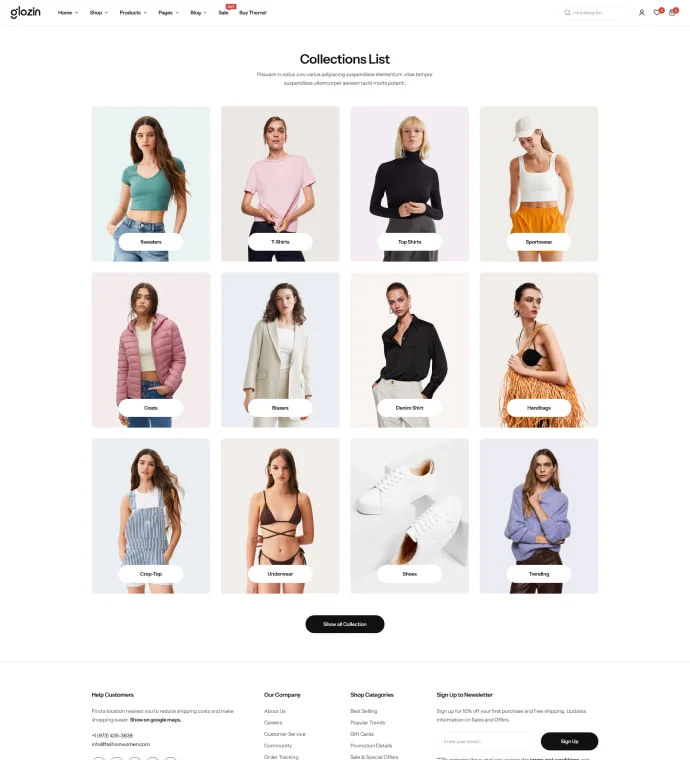 glozin
Home
Shop
Products
Pages
Blog
Sale
Buy Theme!
I'm looking for...
Collections List
Posuam in netus a eu varius adipiscing suspendisse elementum vitae tempor
suspendisse ullamcorper aenean taciti morbi potenti.
Sweaters
T-Shirts
Top Shirts
Sportswear
Coats
Blazers
Denim Shirt
Handbags
Crop-Top
Underwear
Shoes
Trending
Show all Collection
Help Customers
Find a location nearest you to reduce shipping costs and make
shopping easier. Show on google maps.
+1 (973) 435-3638
info@fashionwomen.com
Our Company
About Us
Careers
Customer Service
Community
Order Tracking
Shop Categories
Best Selling
Popular Trends
Gift Cards
Promotion Details
Sale & Special Offers
Sign Up to Newsletter
Sign up for 10% off your first purchase and free shipping. Updates
information on Sales and Offers.
Enter your email...
Sign Up